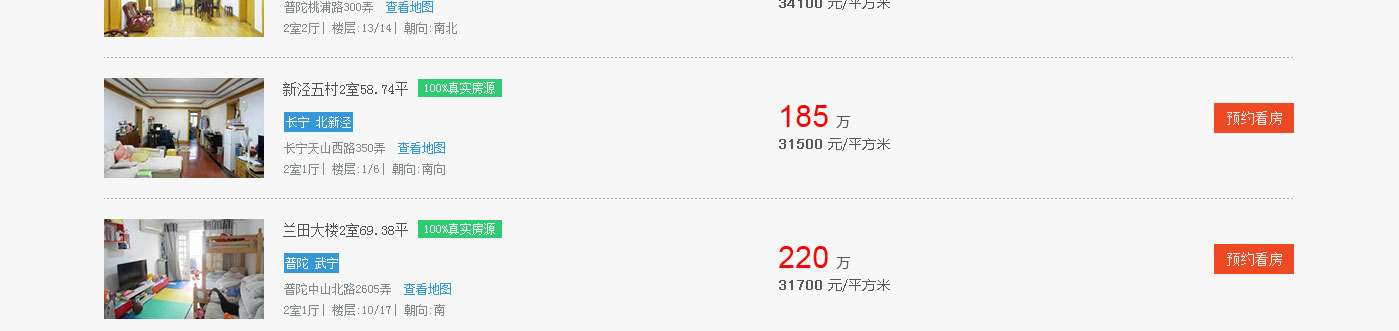 普陀桃浦路300弄 查看地图
34100 元/平方米
2室2厅| 楼层:13/14| 朝向:南北
新泾五村2室58.74平 100%真实房源
长宁 北新泾
185 万
预约看房
长宁天山西路350弄 查看地图
31500 元/平方米
2室1厅| 楼层:1/6| 朝向:南向
兰田大楼2室69.38平 100%真实房源
普陀 武宁
220 万
预约看房
普陀中山北路2605弄 查看地图
31700 元/平方米
2室1厅| 楼层:10/17| 朝向:南